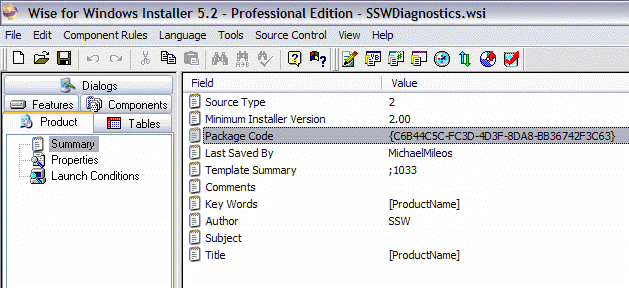 Wise for Windows Installer 5.2 - Professional Edition - SSWDiagnostics.wsi
File Edit Component Rules Language Tools Source Control View Help
Dialogs
Features Components
Product Tables
Summary
Properties
Launch Conditions
Field Value
Source Type 2
Minimum Installer Version 2.00
Package Code {C6B44C5C-FC3D-4D3F-8DA8-BB36742F3C63}
Last Saved By MichaelMileos
Template Summary ;1033
Comments
Key Words [ProductName]
Author SSW
Subject
Title [ProductName]